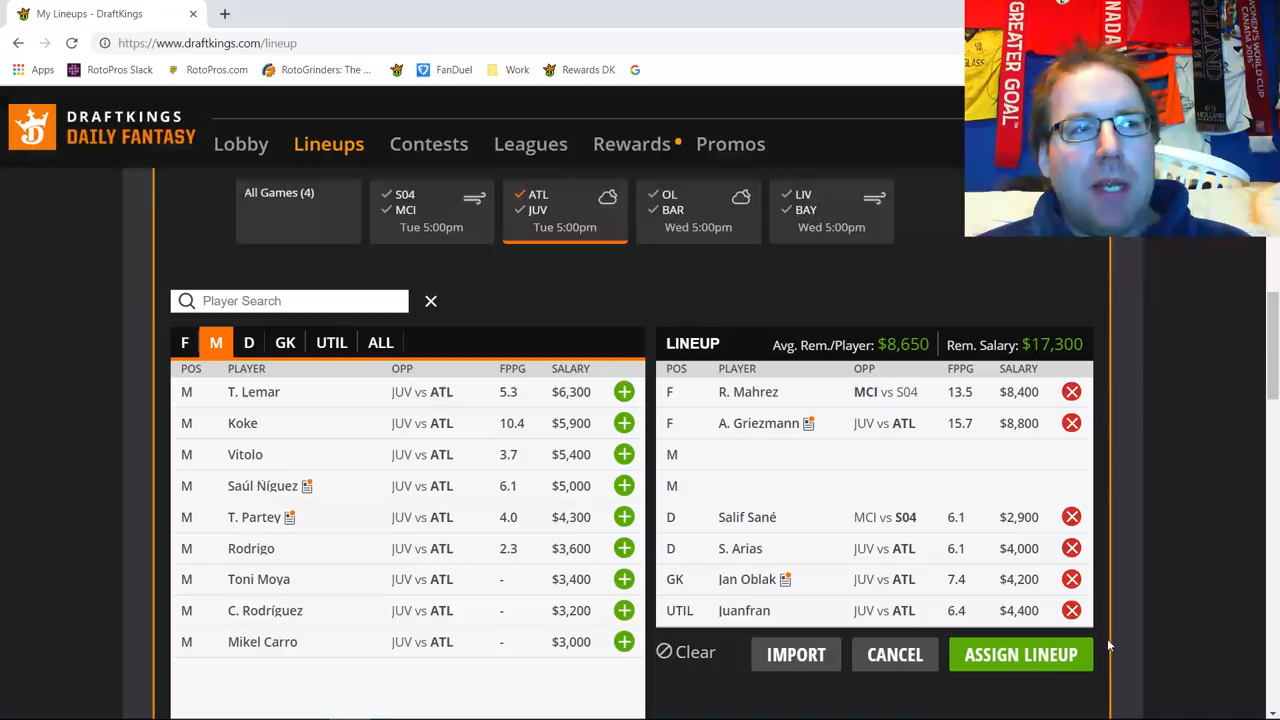 My Lineups - DraftKings
https://www.draftkings.com/lineup
Apps RotoPros Slack RotoPros.com RotoGrinders: The ... FanDuel Work Rewards DK
DRAFTKINGS
DAILY FANTASY
Lobby Lineups Contests Leagues Rewards Promos
All Games (4)
S04
MCI
Tue 5:00pm
ATL
JUV
Tue 5:00pm
OL
BAR
Wed 5:00pm
LIV
BAY
Wed 5:00pm
Player Search
F M D GK UTIL ALL
POS PLAYER OPP FPPG SALARY
M T. Lemar JUV vs ATL 5.3 $6,300
M Koke JUV vs ATL 10.4 $5,900
M Vitolo JUV vs ATL 3.7 $5,400
M Saúl Ñíguez JUV vs ATL 6.1 $5,000
M T. Partey JUV vs ATL 4.0 $4,300
M Rodrigo JUV vs ATL 2.3 $3,600
M Toni Moya JUV vs ATL - $3,400
M C. Rodríguez JUV vs ATL - $3,200
M Mikel Carro JUV vs ATL - $3,000
LINEUP Avg. Rem./Player: $8,650 Rem. Salary: $17,300
POS PLAYER OPP FPPG SALARY
F R. Mahrez MCI vs S04 13.5 $8,400
F A. Griezmann JUV vs ATL 15.7 $8,800
M
M
D Salif Sané MCI vs S04 6.1 $2,900
D S. Arias JUV vs ATL 6.1 $4,000
GK Jan Oblak JUV vs ATL 7.4 $4,200
UTIL Juanfran JUV vs ATL 6.4 $4,400
Clear IMPORT CANCEL ASSIGN LINEUP
GREATER GOAL™
HOLLAND
WOMEN'S WORLD CUP
CANADA 2015